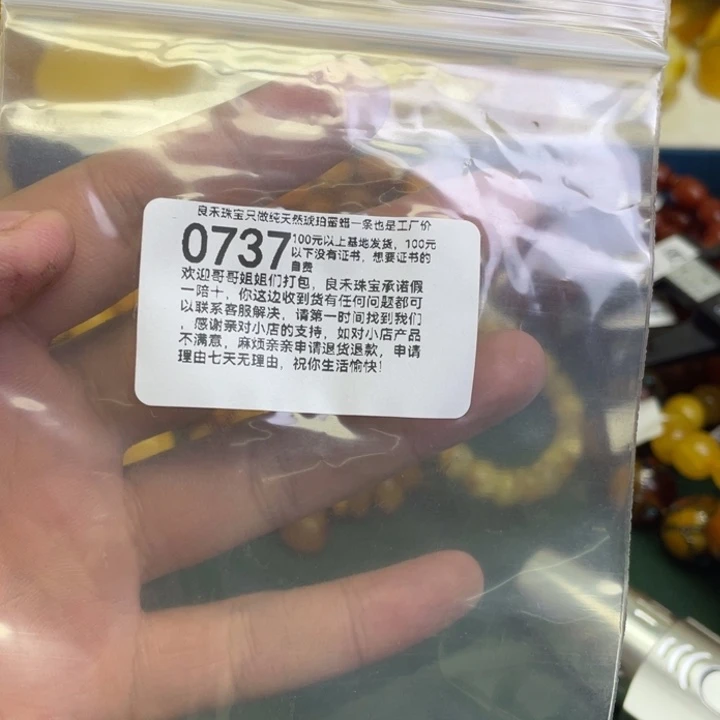 良禾珠宝只做纯天然琥珀蜜蜡一条也是工厂价
0737
100元以上基地发货,100元
以下没有证书,想要证书的
自费
欢迎哥哥姐姐们打包,良禾珠宝承诺假
一陪十,你这边收到货有任何问题都可
以联系客服解决,请第一时间找到我们
,感谢亲对小店的支持,如对小店产品
不满意,麻烦亲亲申请退货退款,申请
理由七天无理由,祝你生活愉快!